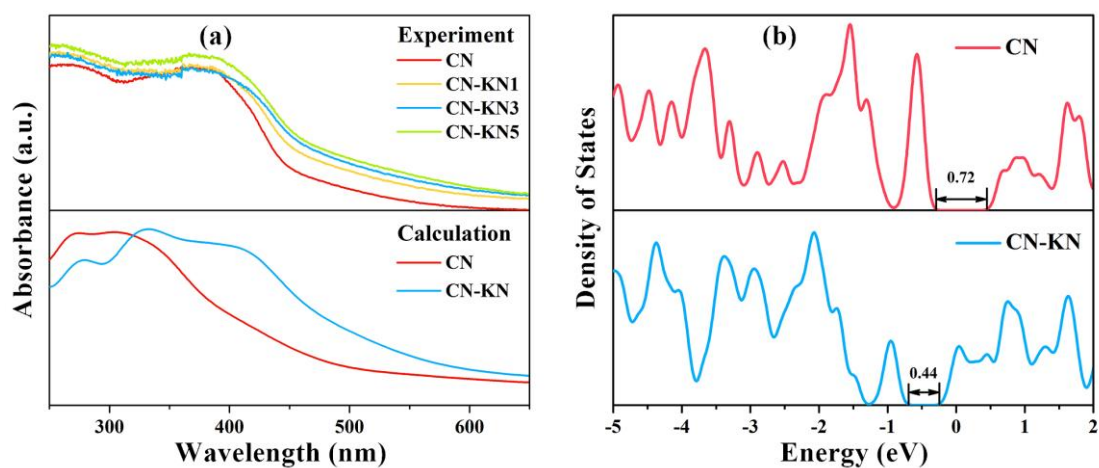 (a)
Experiment
CN
CN-KN1
CN-KN3
CN-KN5
Calculation
CN
CN-KN
Absorbance (a.u.)
300 400 500 600
Wavelength (nm)
(b)
CN
0.72
CN-KN
0.44
Density of States
-5 -4 -3 -2 -1 0 1 2
Energy (eV)